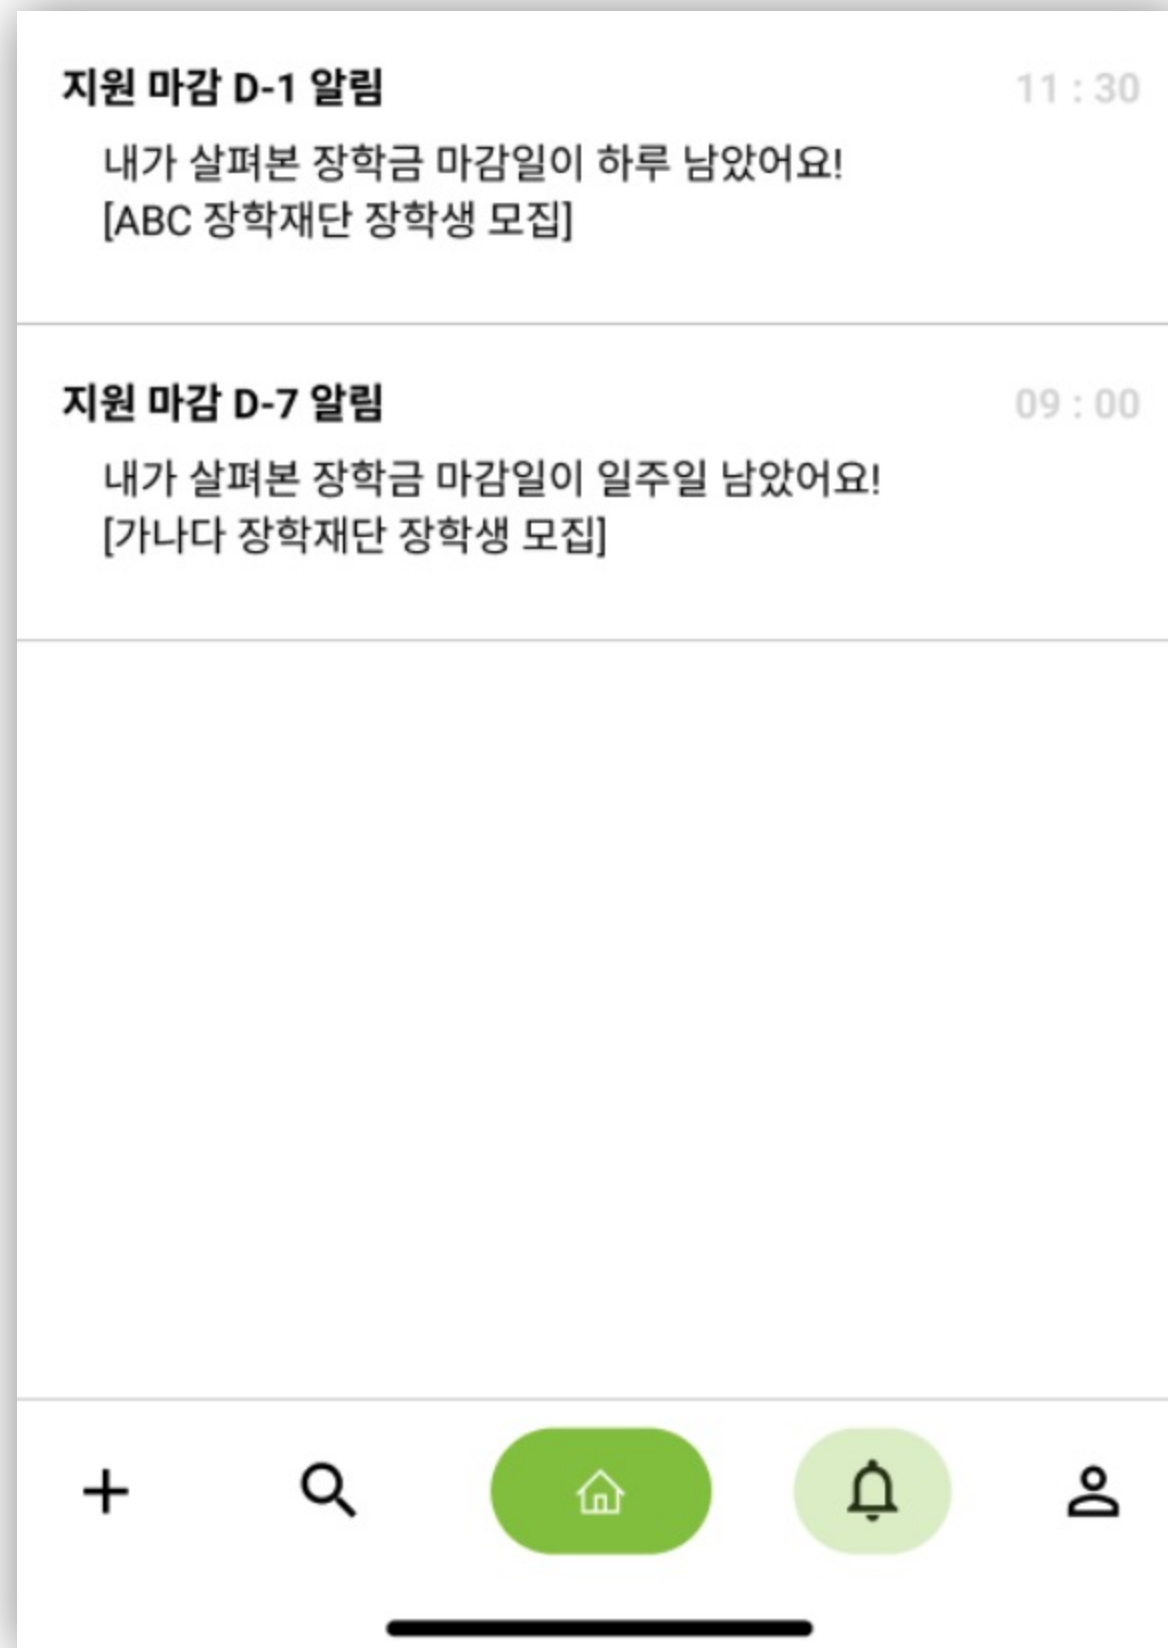 지원 마감 D-1 알림 11 : 30
내가 살펴본 장학금 마감일이 하루 남았어요!
[ABC 장학재단 장학생 모집]
지원 마감 D-7 알림 09 : 00
내가 살펴본 장학금 마감일이 일주일 남았어요!
[가나다 장학재단 장학생 모집]